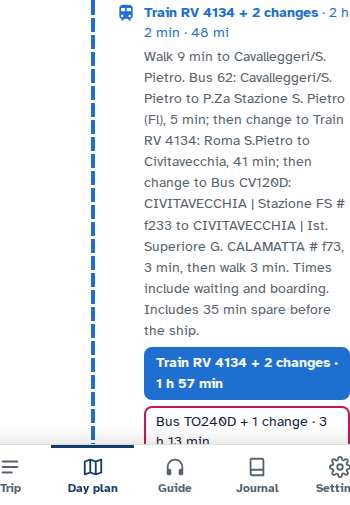 Train RV 4134 + 2 changes · 2 h
2 min · 48 mi
Walk 9 min to Cavalleggeri/S.
Pietro. Bus 62: Cavalleggeri/S.
Pietro to P.Za Stazione S. Pietro
(Fl), 5 min; then change to Train
RV 4134: Roma S.Pietro to
Civitavecchia, 41 min; then
change to Bus CV120D:
CIVITAVECCHIA | Stazione FS #
f233 to CIVITAVECCHIA | Ist.
Superiore G. CALAMATTA # f73,
3 min, then walk 3 min. Times
include waiting and boarding.
Includes 35 min spare before
the ship.
Train RV 4134 + 2 changes ·
1 h 57 min
Bus TO240D + 1 change · 3
h 13 min
Trip
Day plan
Guide
Journal
Settin